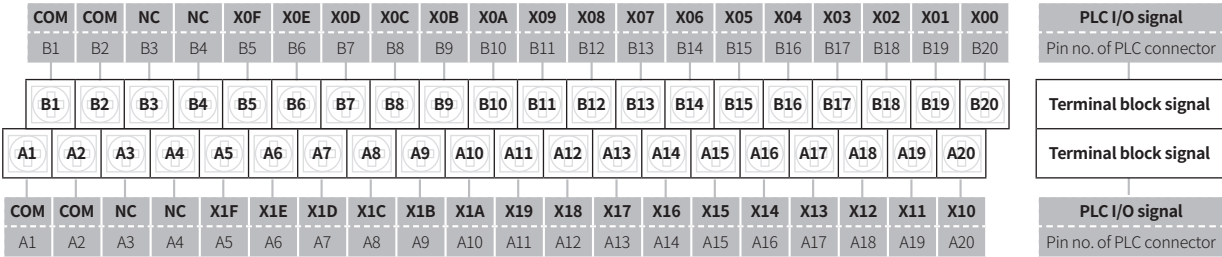 COM COM NC NC X0F X0E X0D X0C X0B X0A X09 X08 X07 X06 X05 X04 X03 X02 X01 X00 PLC I/O signal
B1 B2 B3 B4 B5 B6 B7 B8 B9 B10 B11 B12 B13 B14 B15 B16 B17 B18 B19 B20 Pin no. of PLC connector
B1 B2 B3 B4 B5 B6 B7 B8 B9 B10 B11 B12 B13 B14 B15 B16 B17 B18 B19 B20 Terminal block signal
A1 A2 A3 A4 A5 A6 A7 A8 A9 A10 A11 A12 A13 A14 A15 A16 A17 A18 A19 A20 Terminal block signal
COM COM NC NC X1F X1E X1D X1C X1B X1A X19 X18 X17 X16 X15 X14 X13 X12 X11 X10 PLC I/O signal
A1 A2 A3 A4 A5 A6 A7 A8 A9 A10 A11 A12 A13 A14 A15 A16 A17 A18 A19 A20 Pin no. of PLC connector